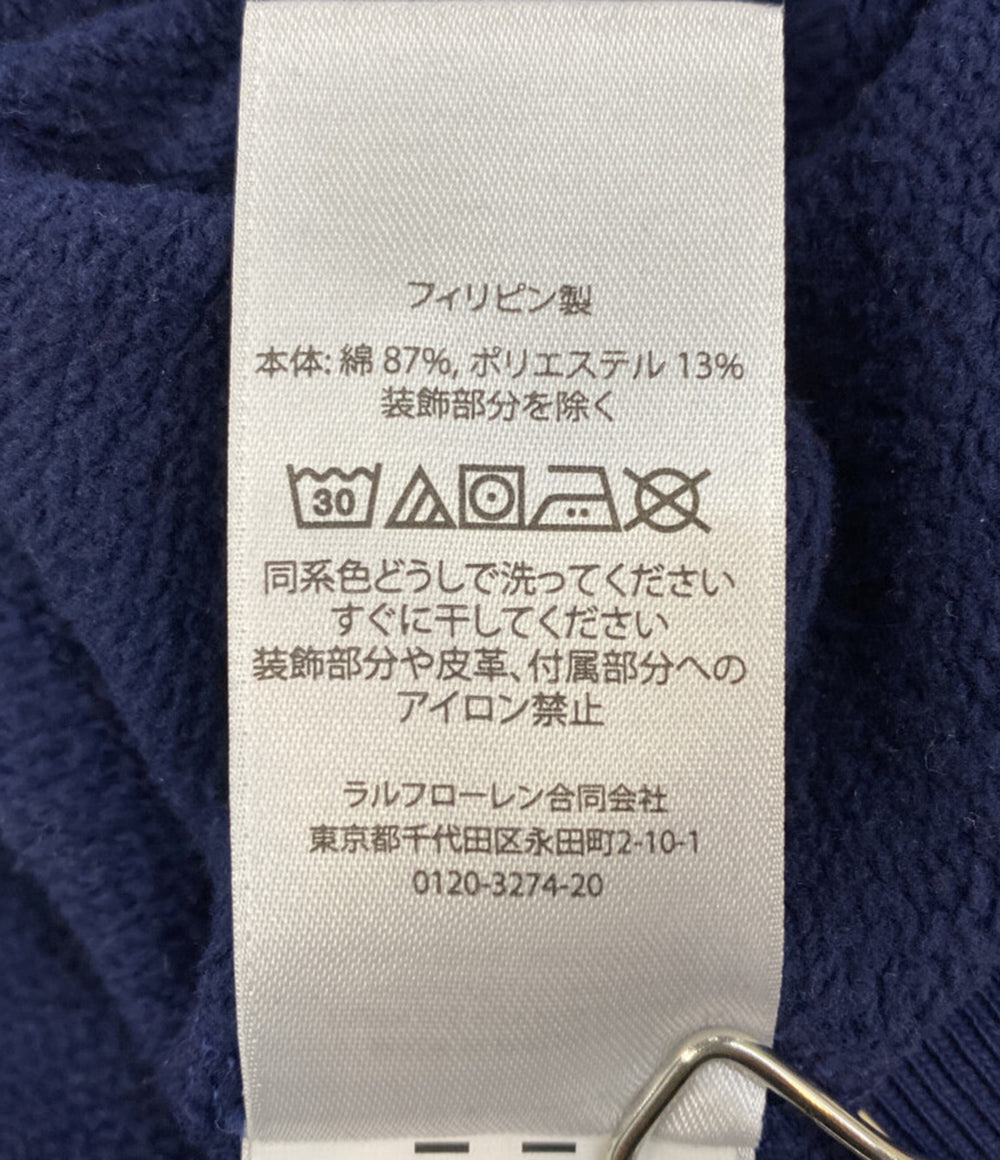 フィリピン製
本体: 綿 87%, ポリエステル 13%
装飾部分を除く
30
同系色どうしで洗ってください
すぐに干してください
装飾部分や皮革、付属部分への
アイロン禁止
ラルフローレン合同会社
東京都千代田区永田町2-10-1
0120-3274-20